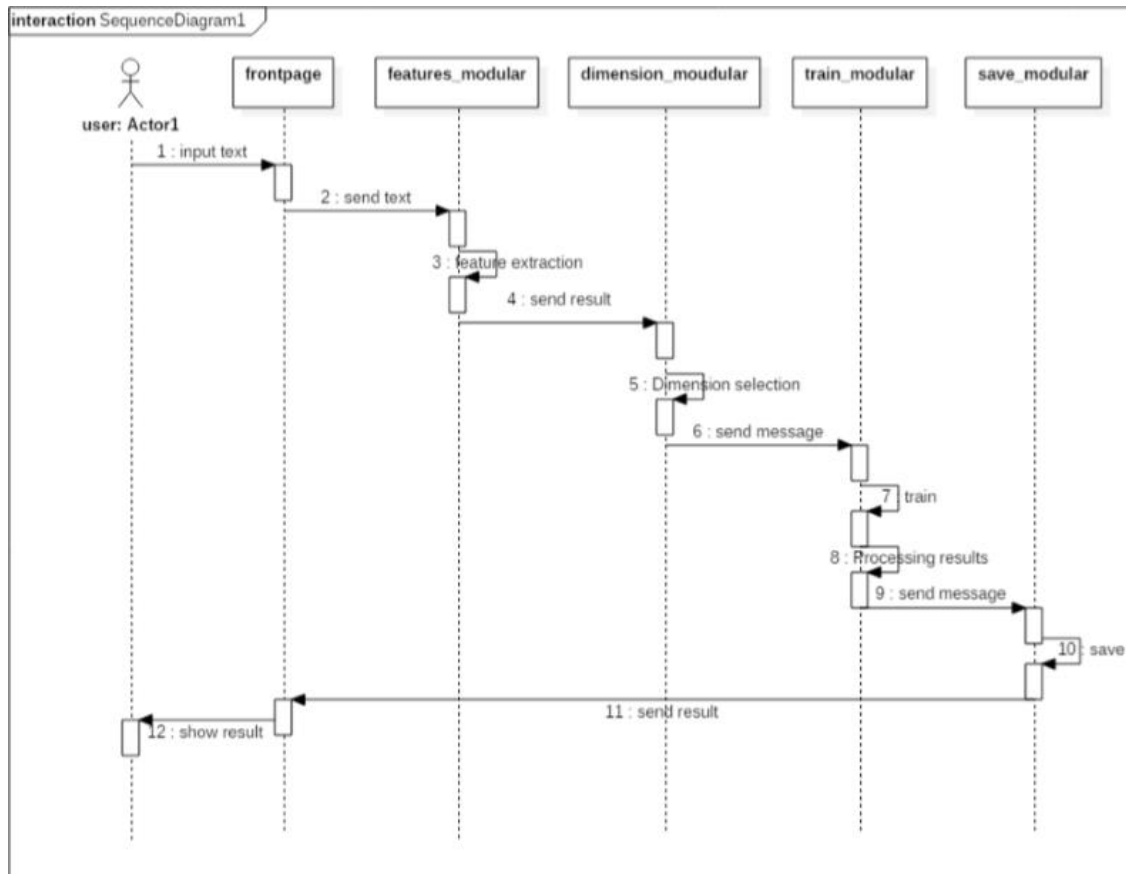 interaction SequenceDiagram1
frontpage
features_modular
dimension_moudular
train_modular
save_modular
user: Actor1
1 : input text
2 : send text
3 : feature extraction
4 : send result
5 : Dimension selection
6 : send message
7 : train
8 : Processing results
9 : send message
10 : save
11 : send result
12 : show result